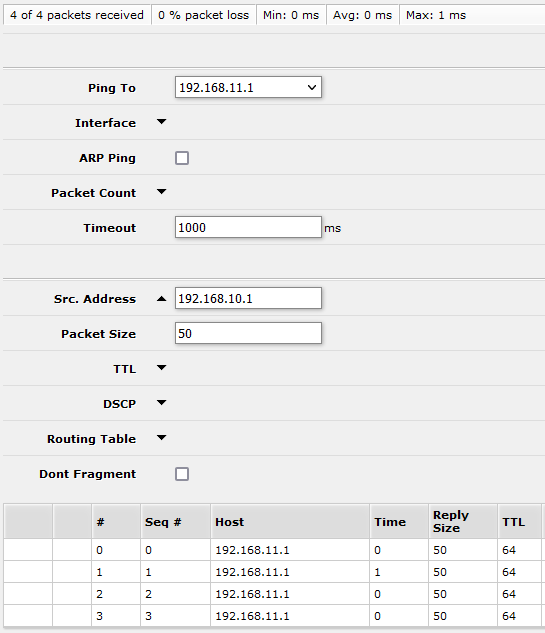 4 of 4 packets received 0 % packet loss Min: 0 ms Avg: 0 ms Max: 1 ms
Ping To 192.168.11.1
Interface
ARP Ping
Packet Count
Timeout 1000 ms
Src. Address 192.168.10.1
Packet Size 50
TTL
DSCP
Routing Table
Dont Fragment
# Seq # Host Time Reply Size TTL
0 0 192.168.11.1 0 50 64
1 1 192.168.11.1 1 50 64
2 2 192.168.11.1 0 50 64
3 3 192.168.11.1 0 50 64